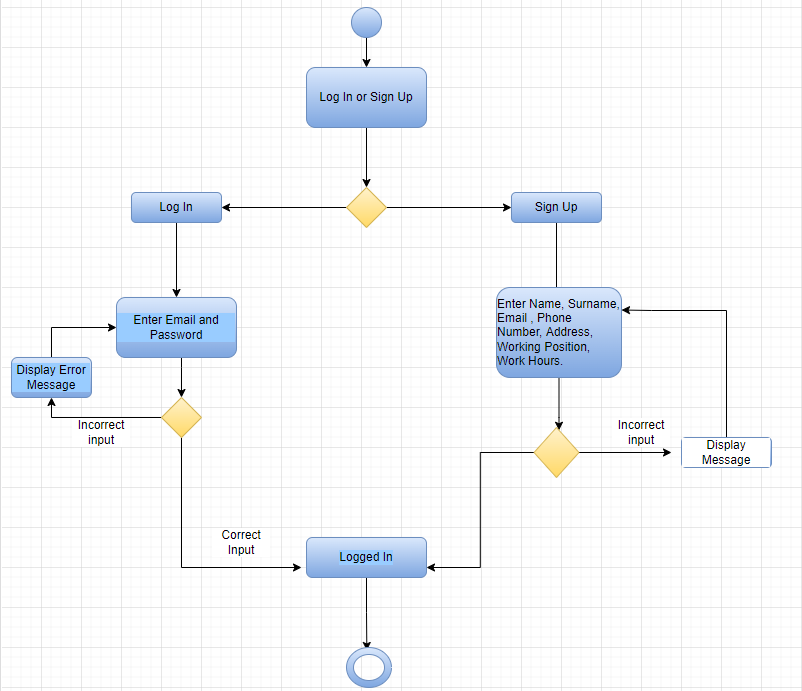 Log In or Sign Up
Log In
Sign Up
Enter Email and
Password
Enter Name, Surname,
Email , Phone
Number, Address,
Working Position,
Work Hours.
Display Error
Message
Incorrect
input
Incorrect
input
Display
Message
Correct
Input
Logged In